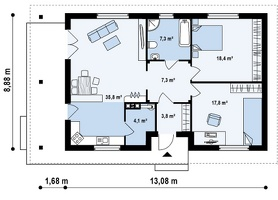 7,3 m²
18,4 m²
8,88 m
35,8 m²
7,3 m²
17,8 m²
4,1 m²
3,8 m²
1,68 m
13,08 m